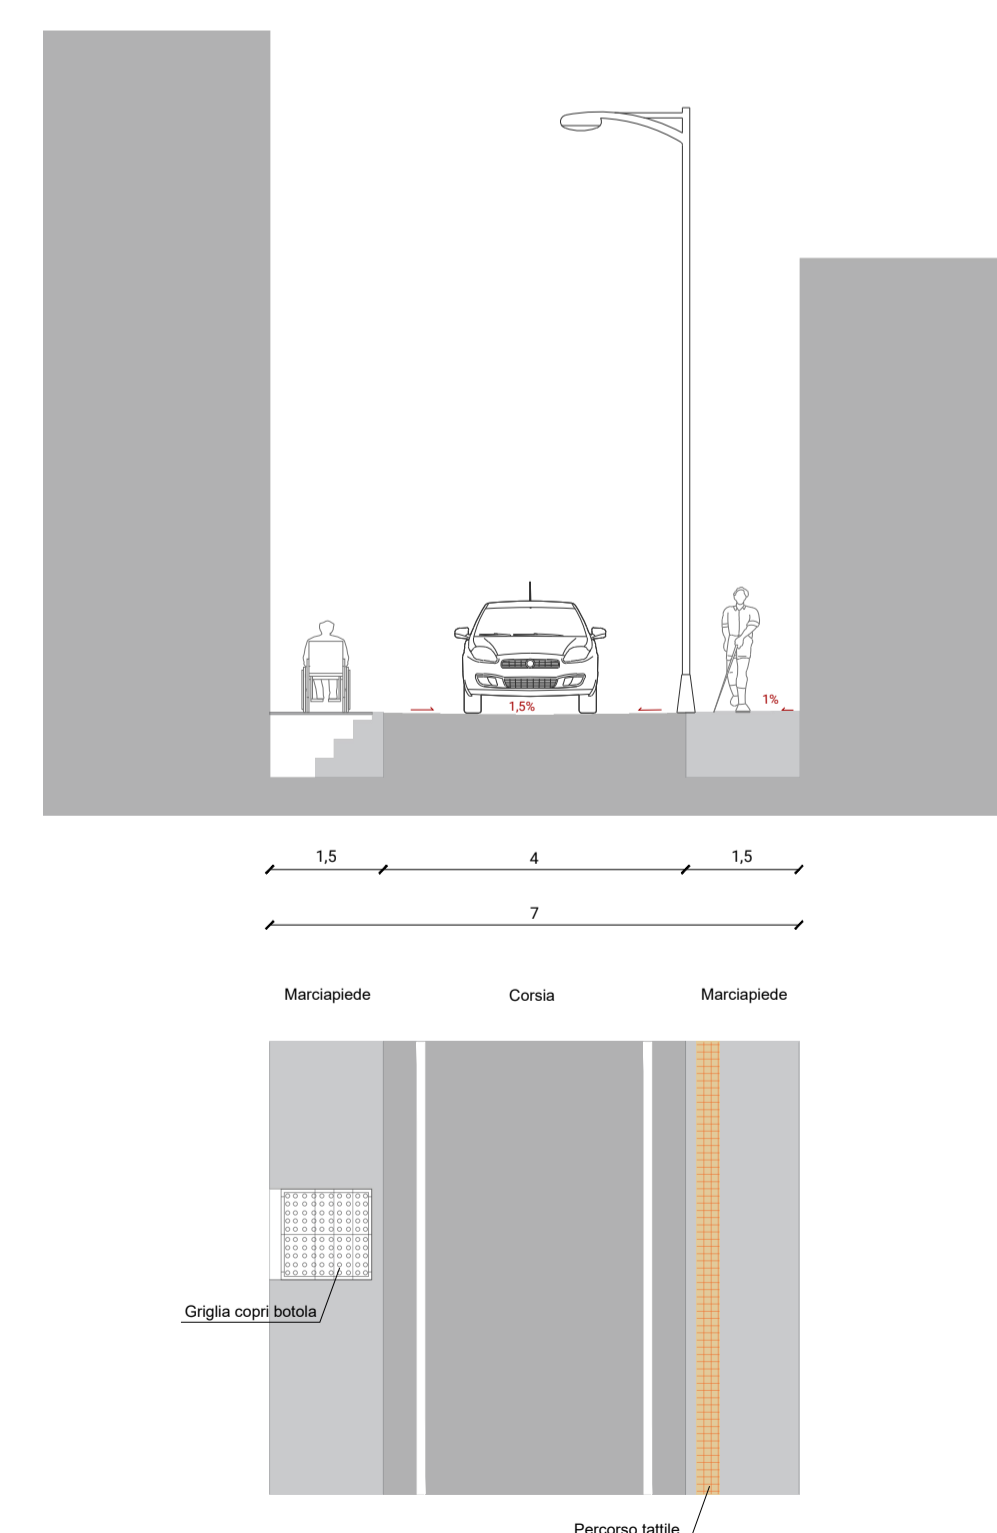 1%
1,5%
1,5 4 1,5
7
Marciapiede Corsia Marciapiede
Griglia copri botola
Percorso tattile